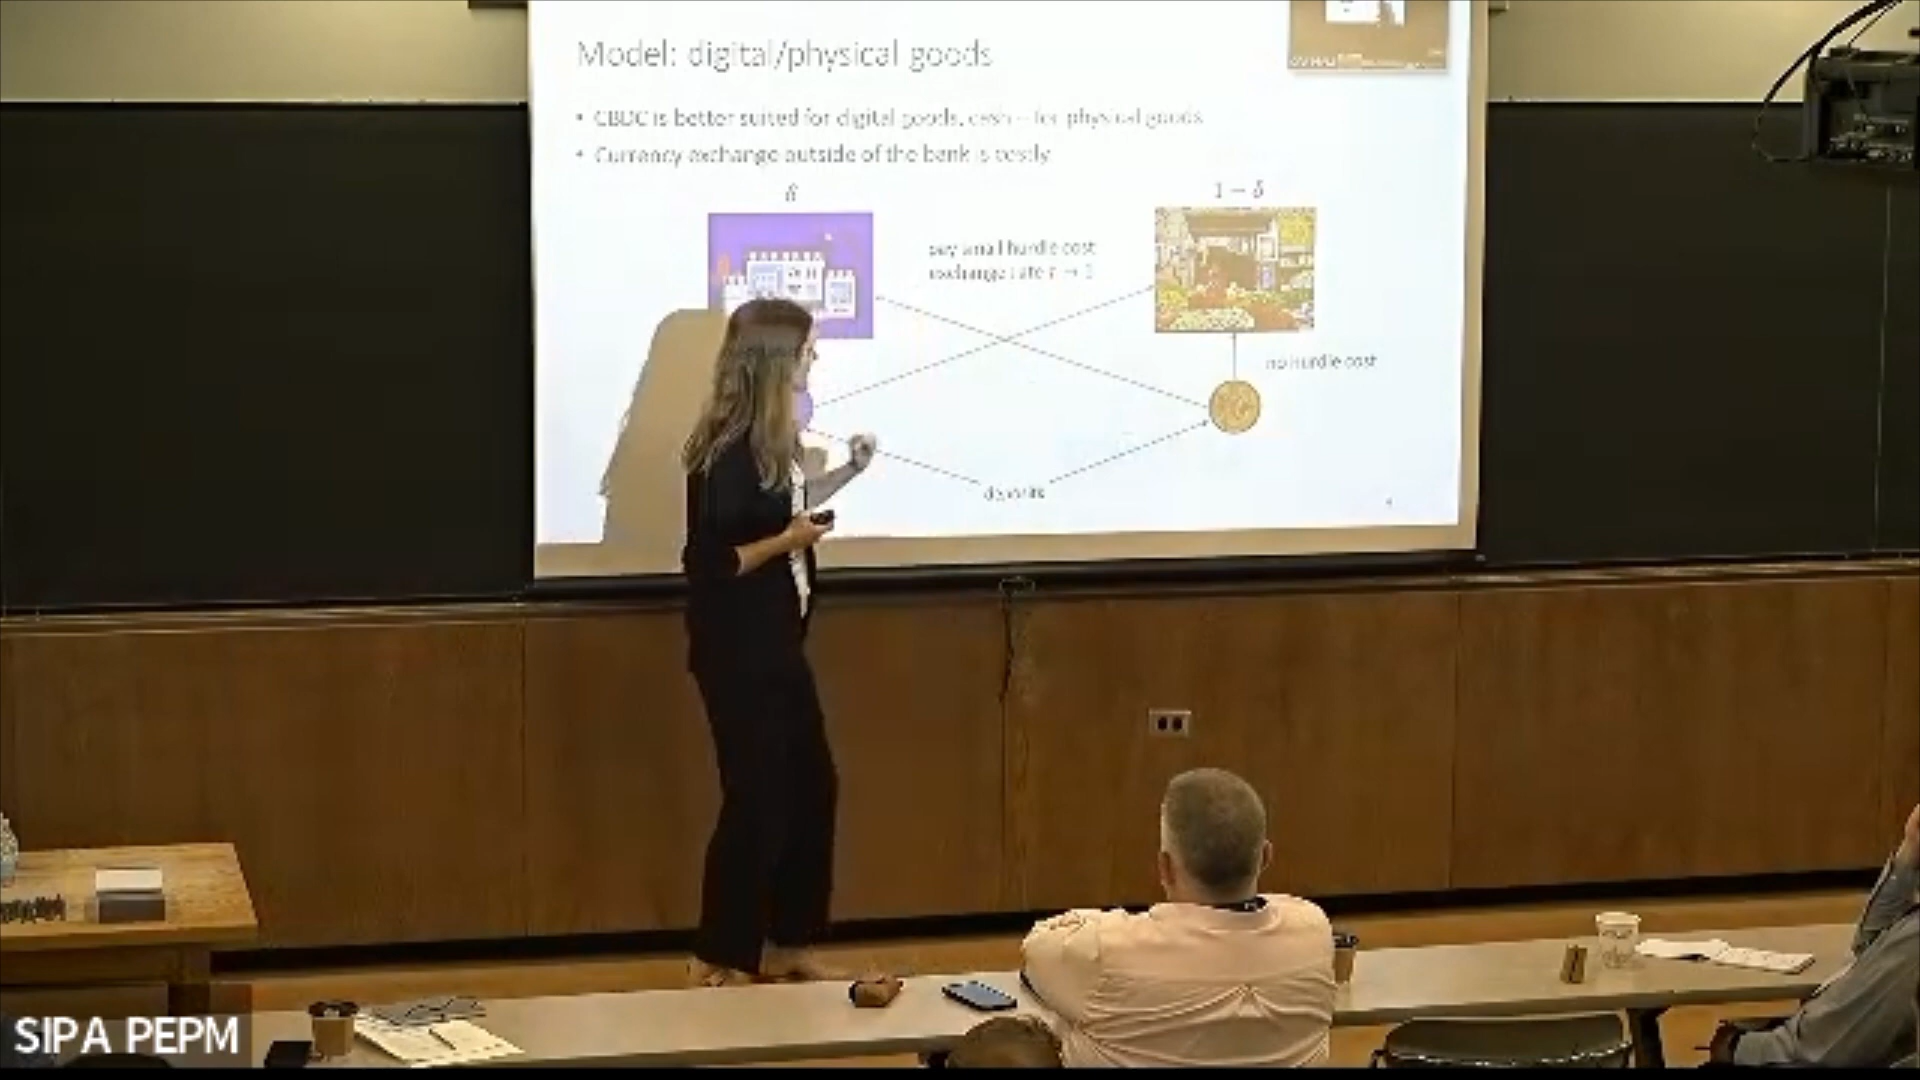 Model: digital/physical goods
• CBDC is better suited for digital goods, cash – for physical goods
• Currency exchange outside of the bank is costly
δ
1 − δ
pay small hurdle cost
exchange rate r → 1
no hurdle cost
deposits
SIPA PEPM